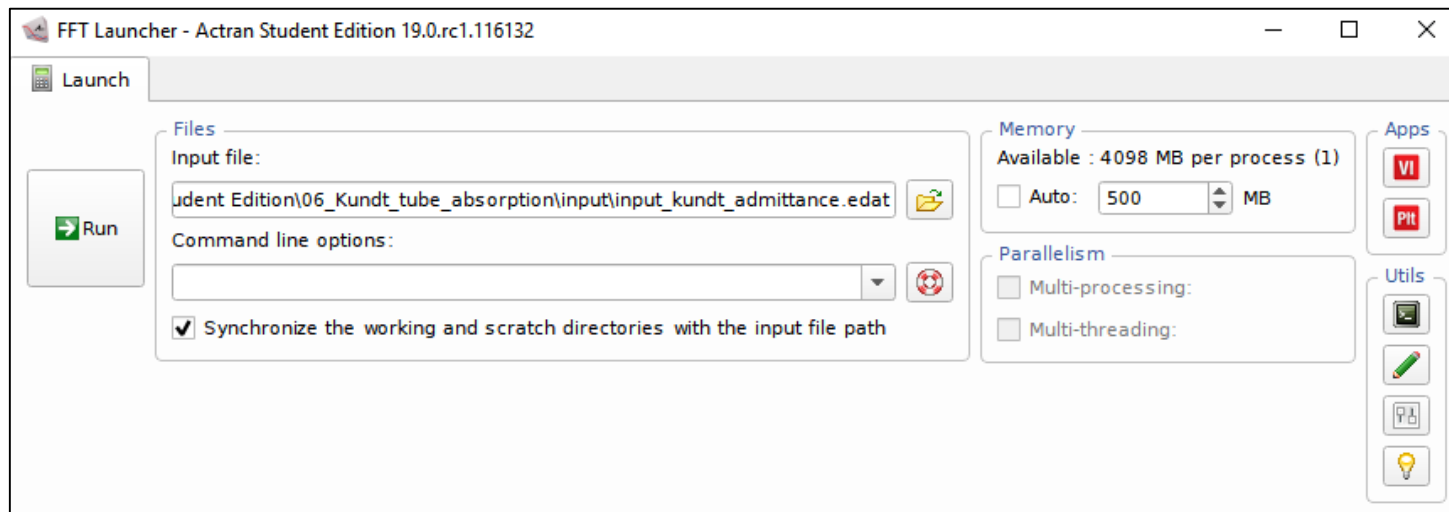 FFT Launcher - Actran Student Edition 19.0.rc1.116132
Launch
Run
Files
Input file:
udent Edition\06_Kundt_tube_absorption\input\input_kundt_admittance.edat
Command line options:
Synchronize the working and scratch directories with the input file path
Memory
Available : 4098 MB per process (1)
Auto: 500 MB
Parallelism
Multi-processing:
Multi-threading:
Apps
VI
Plt
Utils